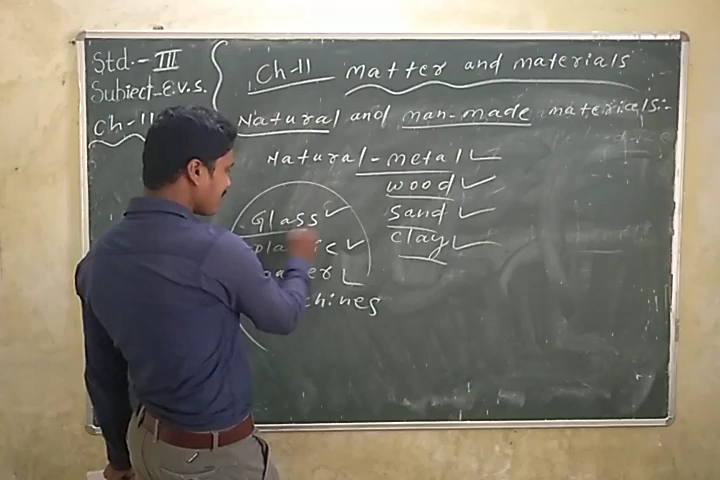 Std.- III
Subject-E.V.S.
Ch-11
Ch-11 Matter and materials
Natural and man-made materials:-
Natural-metal
wood
Sand
clay
Glass